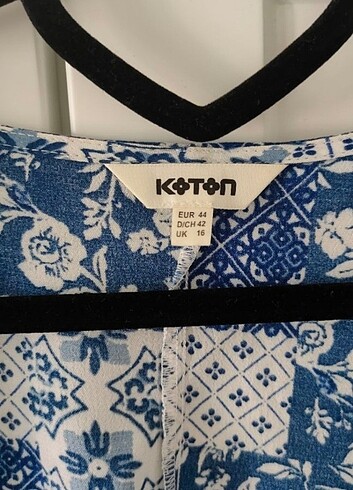 KOTON
EUR 44
D/CH 42
UK 16